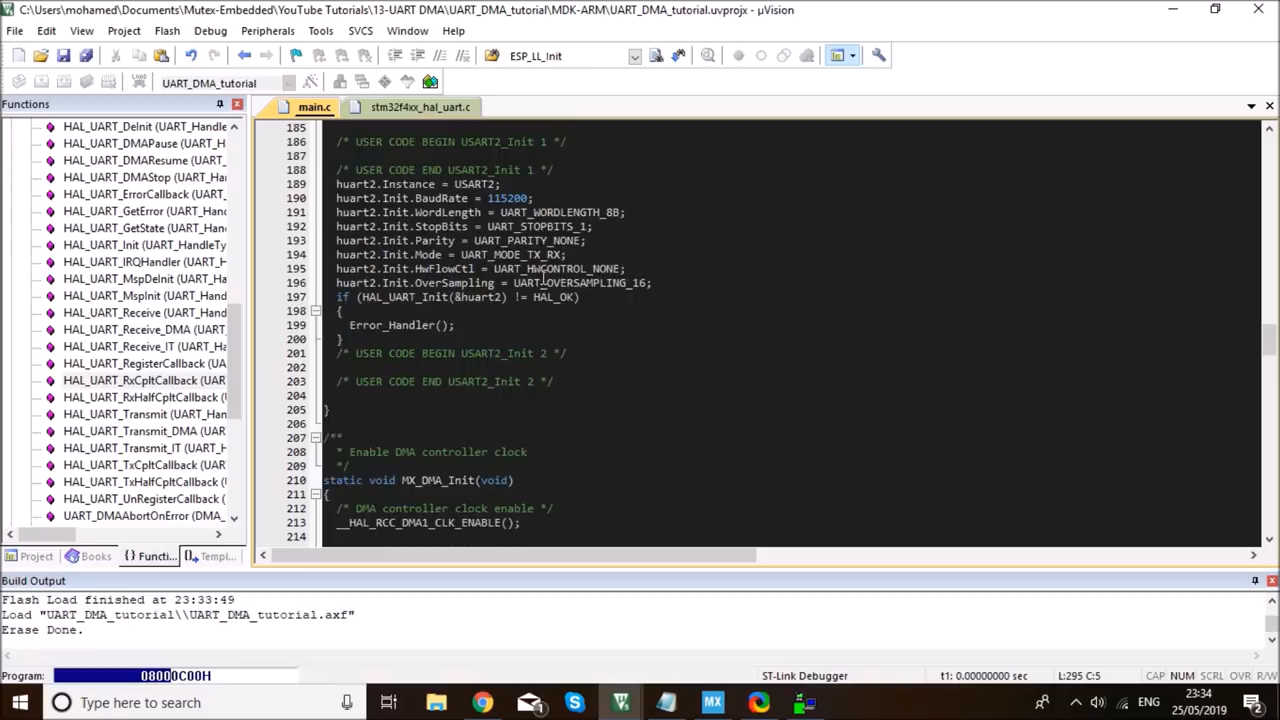 C:\Users\mohamed\Documents\Mutex-Embedded\YouTube Tutorials\13-UART DMA\UART_DMA_tutorial\MDK-ARM\UART_DMA_tutorial.uvprojx - µVision
File Edit View Project Flash Debug Peripherals Tools SVCS Window Help
ESP_LL_Init
LOAD UART_DMA_tutorial
Functions
main.c stm32f4xx_hal_uart.c
HAL_UART_DeInit (UART_Handle
HAL_UART_DMAPause (UART_Ha
HAL_UART_DMAResume (UART_
HAL_UART_DMAStop (UART_Har
HAL_UART_ErrorCallback (UART_
HAL_UART_GetError (UART_Hand
HAL_UART_GetState (UART_Hand
HAL_UART_Init (UART_HandleTy
HAL_UART_IRQHandler (UART_H
HAL_UART_MspDeInit (UART_Ha
HAL_UART_MspInit (UART_Handl
HAL_UART_Receive (UART_Handl
HAL_UART_Receive_DMA (UART_
HAL_UART_Receive_IT (UART_Har
HAL_UART_RegisterCallback (UAF
HAL_UART_RxCpltCallback (UAR
HAL_UART_RxHalfCpltCallback (U
HAL_UART_Transmit (UART_Hanc
HAL_UART_Transmit_DMA (UART
HAL_UART_Transmit_IT (UART_Ha
HAL_UART_TxCpltCallback (UART
HAL_UART_TxHalfCpltCallback (U
HAL_UART_UnRegisterCallback (
UART_DMAAbortOnError (DMA_
Project Books {} Functi... Templ...
185
186 /* USER CODE BEGIN USART2_Init 1 */
187
188 /* USER CODE END USART2_Init 1 */
189 huart2.Instance = USART2;
190 huart2.Init.BaudRate = 115200;
191 huart2.Init.WordLength = UART_WORDLENGTH_8B;
192 huart2.Init.StopBits = UART_STOPBITS_1;
193 huart2.Init.Parity = UART_PARITY_NONE;
194 huart2.Init.Mode = UART_MODE_TX_RX;
195 huart2.Init.HwFlowCtl = UART_HWCONTROL_NONE;
196 huart2.Init.OverSampling = UART_OVERSAMPLING_16;
197 if (HAL_UART_Init(&huart2) != HAL_OK)
198 {
199 Error_Handler();
200 }
201 /* USER CODE BEGIN USART2_Init 2 */
202
203 /* USER CODE END USART2_Init 2 */
204
205 }
206
207 /**
208 * Enable DMA controller clock
209 */
210 static void MX_DMA_Init(void)
211 {
212 /* DMA controller clock enable */
213 __HAL_RCC_DMA1_CLK_ENABLE();
214
Build Output
Flash Load finished at 23:33:49
Load "UART_DMA_tutorial\\UART_DMA_tutorial.axf"
Erase Done.
Program: 08000C00H ST-Link Debugger t1: 0.00000000 sec L:295 C:5 CAP NUM SCRL OVR R/W
Type here to search
MX
ENG
23:34
25/05/2019